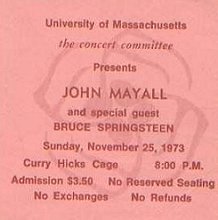 University of Massachusetts
the concert committee
Presents
JOHN MAYALL
and special guest
BRUCE SPRINGSTEEN
Sunday, November 25, 1973
Curry Hicks Cage 8:00 P.M.
Admission $3.50 No Reserved Seating
No Exchanges No Refunds